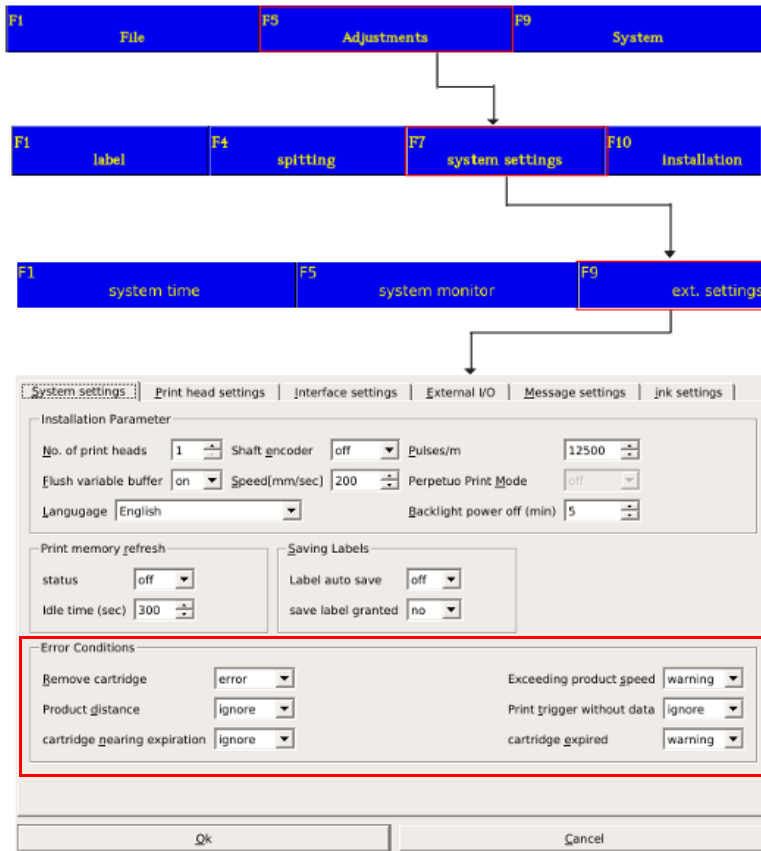 F1 File F5 Adjustments F9 System
F1 label F4 spitting F7 system settings F10 installation
F1 system time F5 system monitor F9 ext. settings
System settings Print head settings Interface settings External I/O Message settings ink settings
Installation Parameter
No. of print heads 1 Shaft encoder off Pulses/m 12500
Flush variable buffer on Speed(mm/sec) 200 Perpetuo Print Mode off
Langugage English Backlight power off (min) 5
Print memory refresh Saving Labels
status off Label auto save off
Idle time (sec) 300 save label granted no
Error Conditions
Remove cartridge error Exceeding product speed warning
Product distance ignore Print trigger without data ignore
cartridge nearing expiration ignore cartridge expired warning
Ok Cancel